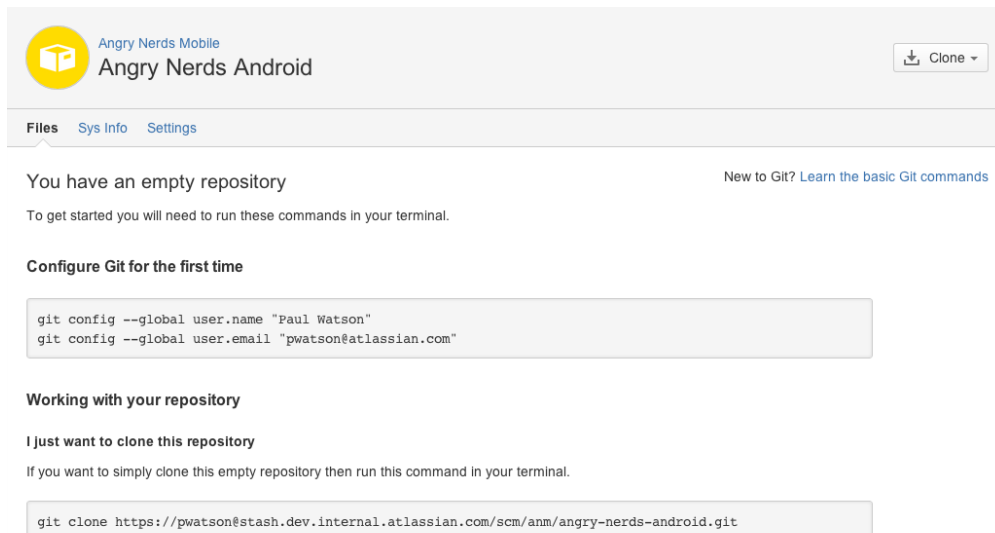 Angry Nerds Mobile
Angry Nerds Android
Clone
Files Sys Info Settings
You have an empty repository
New to Git? Learn the basic Git commands
To get started you will need to run these commands in your terminal.
Configure Git for the first time
git config --global user.name "Paul Watson"
git config --global user.email "pwatson@atlassian.com"
Working with your repository
I just want to clone this repository
If you want to simply clone this empty repository then run this command in your terminal.
git clone https://pwatson@stash.dev.internal.atlassian.com/scm/anm/angry-nerds-android.git